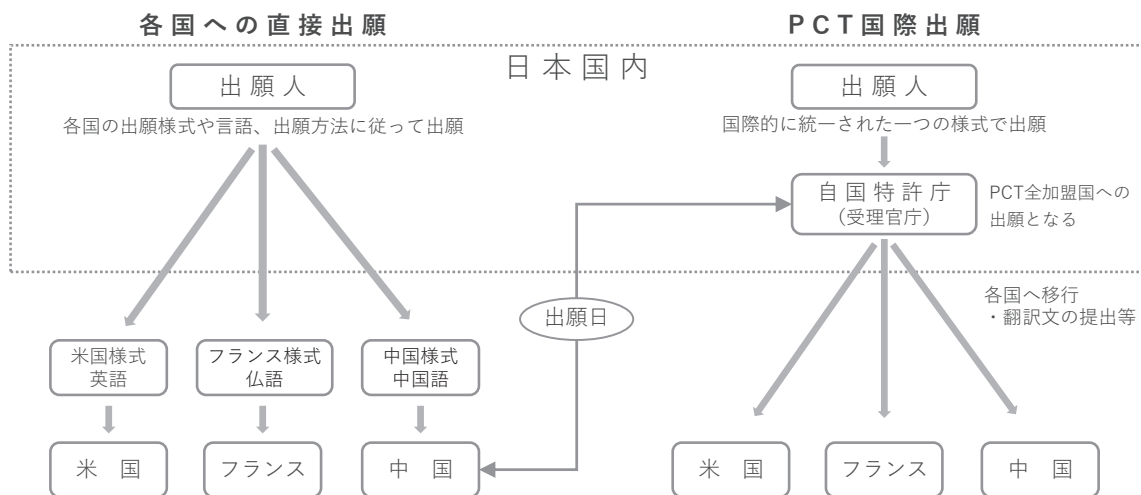 各国への直接出願
PCT国際出願
日本国内
出願人
各国の出願様式や言語、出願方法に従って出願
出願人
国際的に統一された一つの様式で出願
自国特許庁
(受理官庁)
PCT全加盟国への
出願となる
各国へ移行
・翻訳文の提出等
出願日
米国様式
英語
フランス様式
仏語
中国様式
中国語
米　国
フランス
中　国
米　国
フランス
中　国